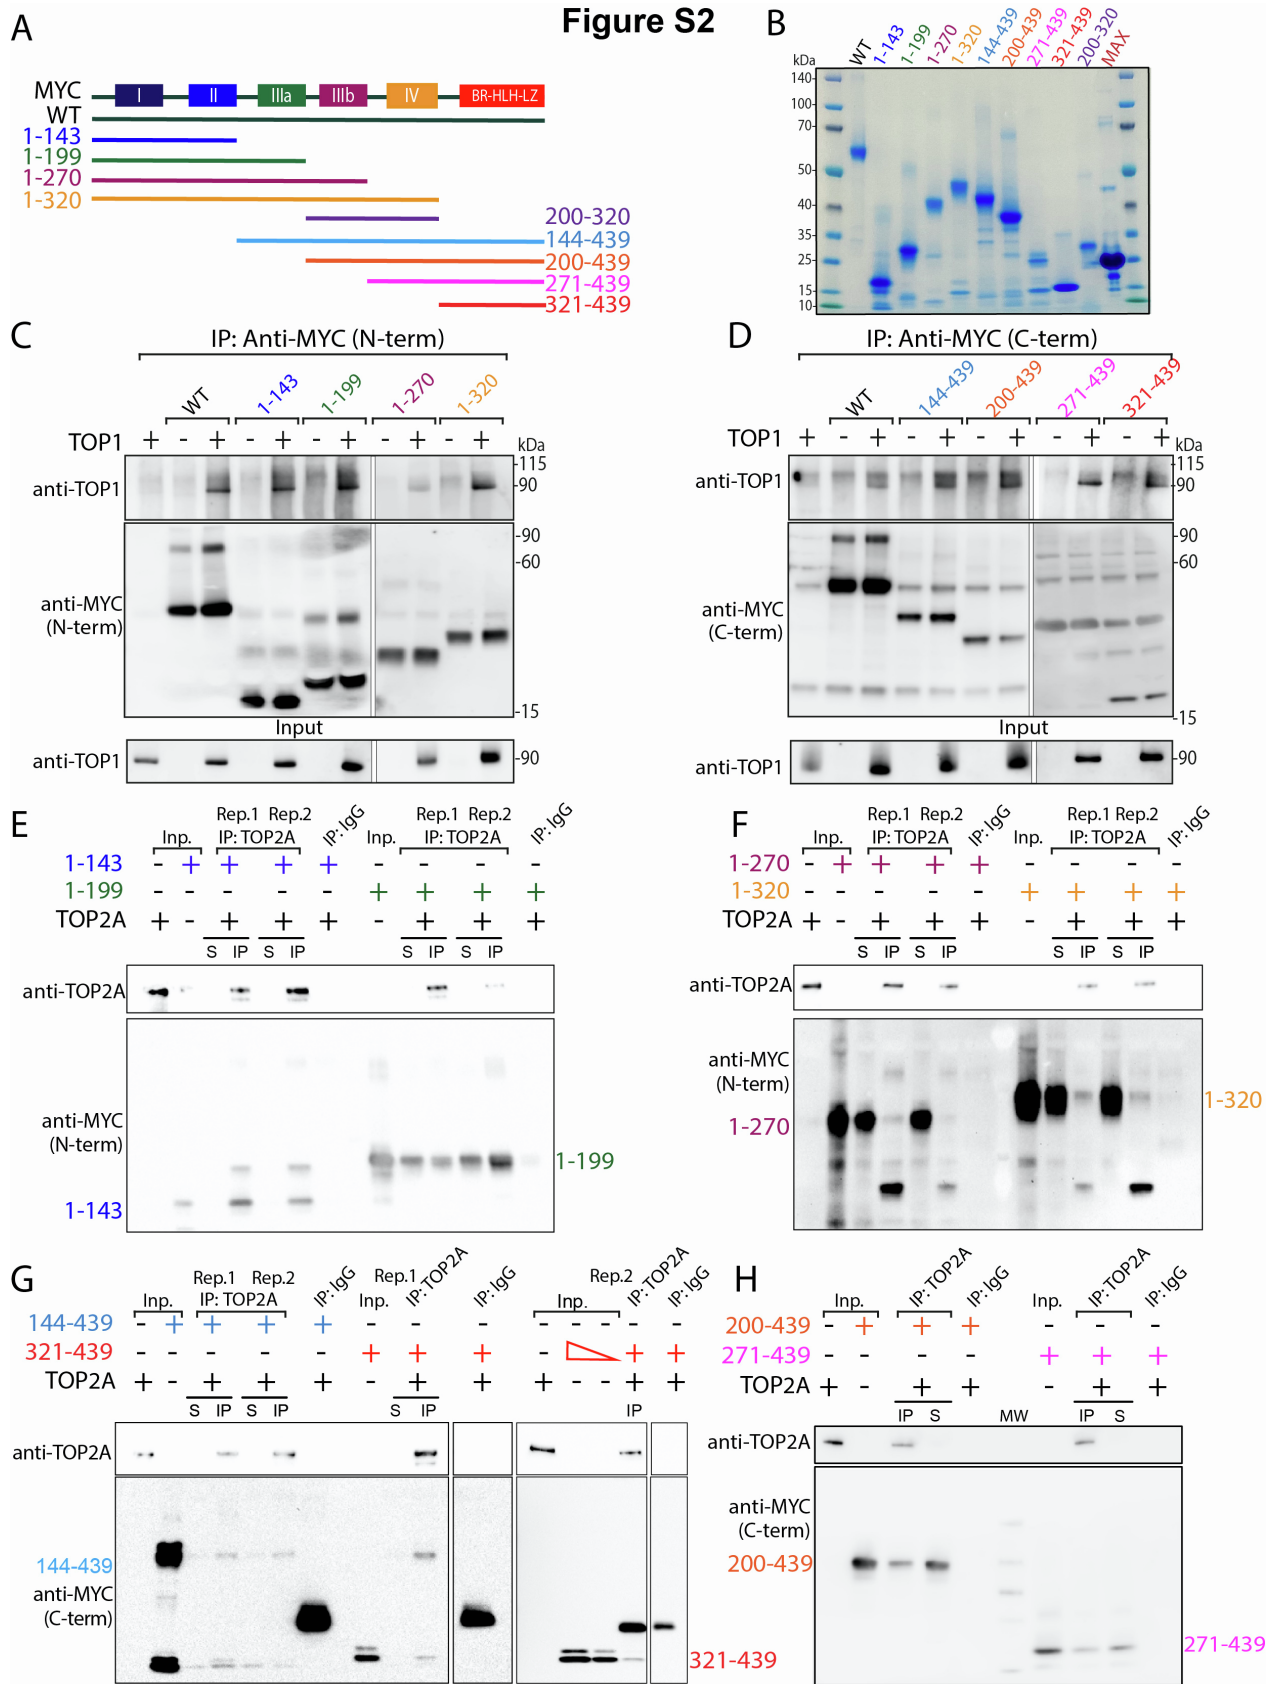 Figure S2
A
MYC
I II IIIa IIIb IV BR-HLH-LZ
WT
1-143
1-199
1-270
1-320
200-320
144-439
200-439
271-439
321-439
B
kDa WT 1-143 1-199 1-270 1-320 144-439 200-439 271-439 321-439 200-320 MAX
140-
100-
70-
50-
40-
35-
25-
15-
10-
C
IP: Anti-MYC (N-term)
WT 1-143 1-199 1-270 1-320
TOP1 + - + - + - + - + - +
kDa
-115
anti-TOP1 -90
-90
-60
anti-MYC
(N-term)
-15
Input
anti-TOP1 -90
D
IP: Anti-MYC (C-term)
WT 144-439 200-439 271-439 321-439
TOP1 + - + - + - + - + - +
kDa
-115
anti-TOP1 -90
-90
-60
anti-MYC
(C-term)
-15
Input
anti-TOP1 -90
E
Rep.1 Rep.2 IP: IgG IP: IgG
Inp. IP: TOP2A Inp. Rep.1 Rep.2
IP: TOP2A
1-143 - + + + + - - - -
1-199 - - - - - + + + +
TOP2A + - + + + - + + +
S IP S IP S IP S IP
anti-TOP2A
anti-MYC
(N-term)
1-199
1-143
F
Rep.1 Rep.2 IP: IgG Rep.1 Rep.2 IP: IgG
Inp. IP: TOP2A Inp. IP: TOP2A
1-270 - + + + + - - - -
1-320 - - - - - + + + +
TOP2A + - + + + - + + +
S IP S IP S IP S IP
anti-TOP2A
anti-MYC
(N-term)
1-320
1-270
G
Rep.1 Rep.2 IP: IgG Rep.1 IP: TOP2A IP: IgG Rep.2 IP: TOP2A IP: IgG
Inp. IP: TOP2A Inp. Inp.
144-439 - + + + + - - - - - - - -
321-439 - - - - - + + + - + +
TOP2A + - + + + - + + + - - + +
S IP S IP S IP IP
anti-TOP2A
144-439
anti-MYC
(C-term)
321-439
H
Inp. IP: TOP2A IP: IgG Inp. IP: TOP2A IP: IgG
200-439 - + + + - - -
271-439 - - - - + + +
TOP2A + - + + - + +
IP S MW IP S
anti-TOP2A
anti-MYC
(C-term)
200-439
271-439